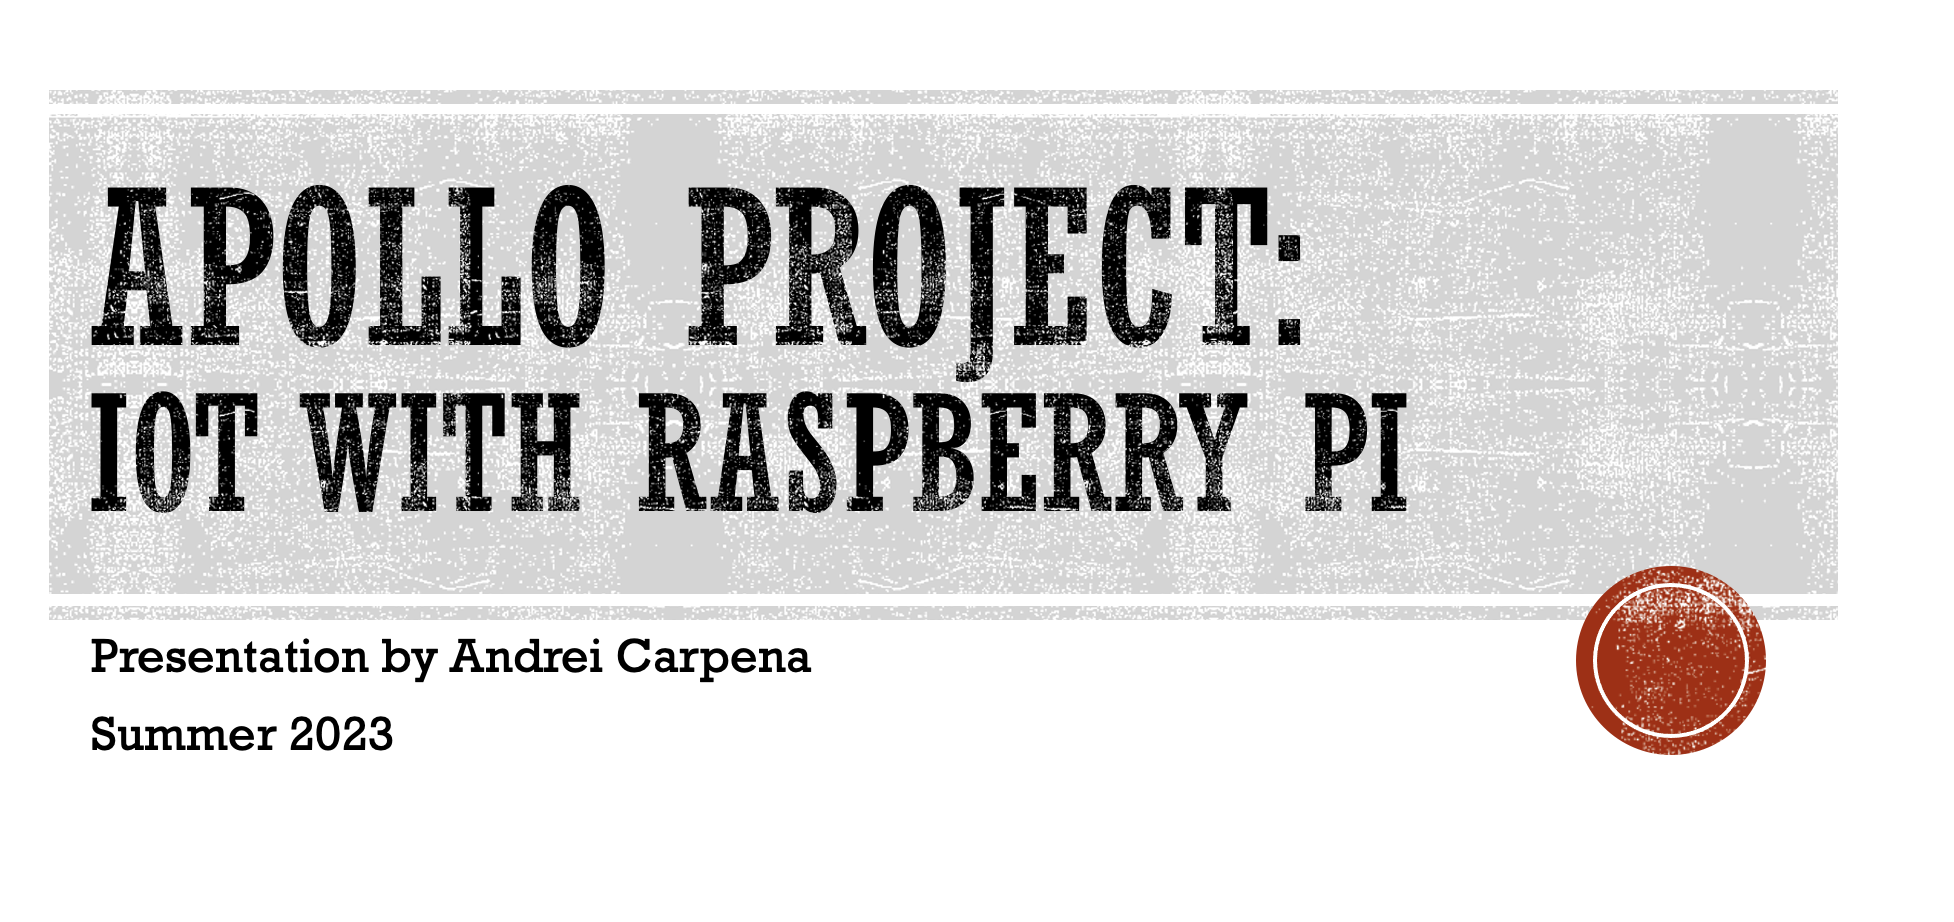 APOLLO PROJECT:
IOT WITH RASPBERRY PI
Presentation by Andrei Carpena
Summer 2023